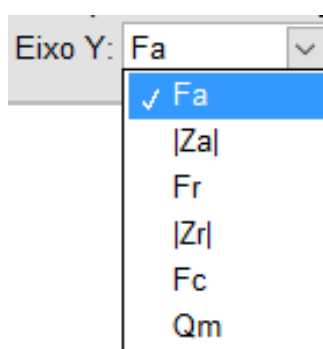 Eixo Y: Fa
✓ Fa
|Za|
Fr
|Zr|
Fc
Qm